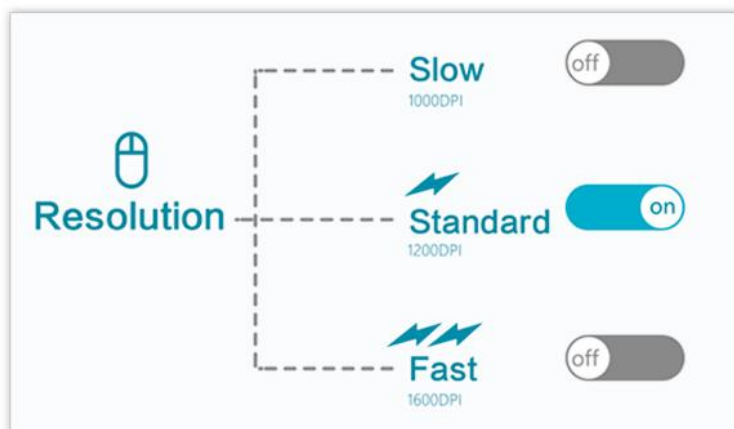 Slow
off
1000DPI
Resolution
Standard
on
1200DPI
Fast
off
1600DPI